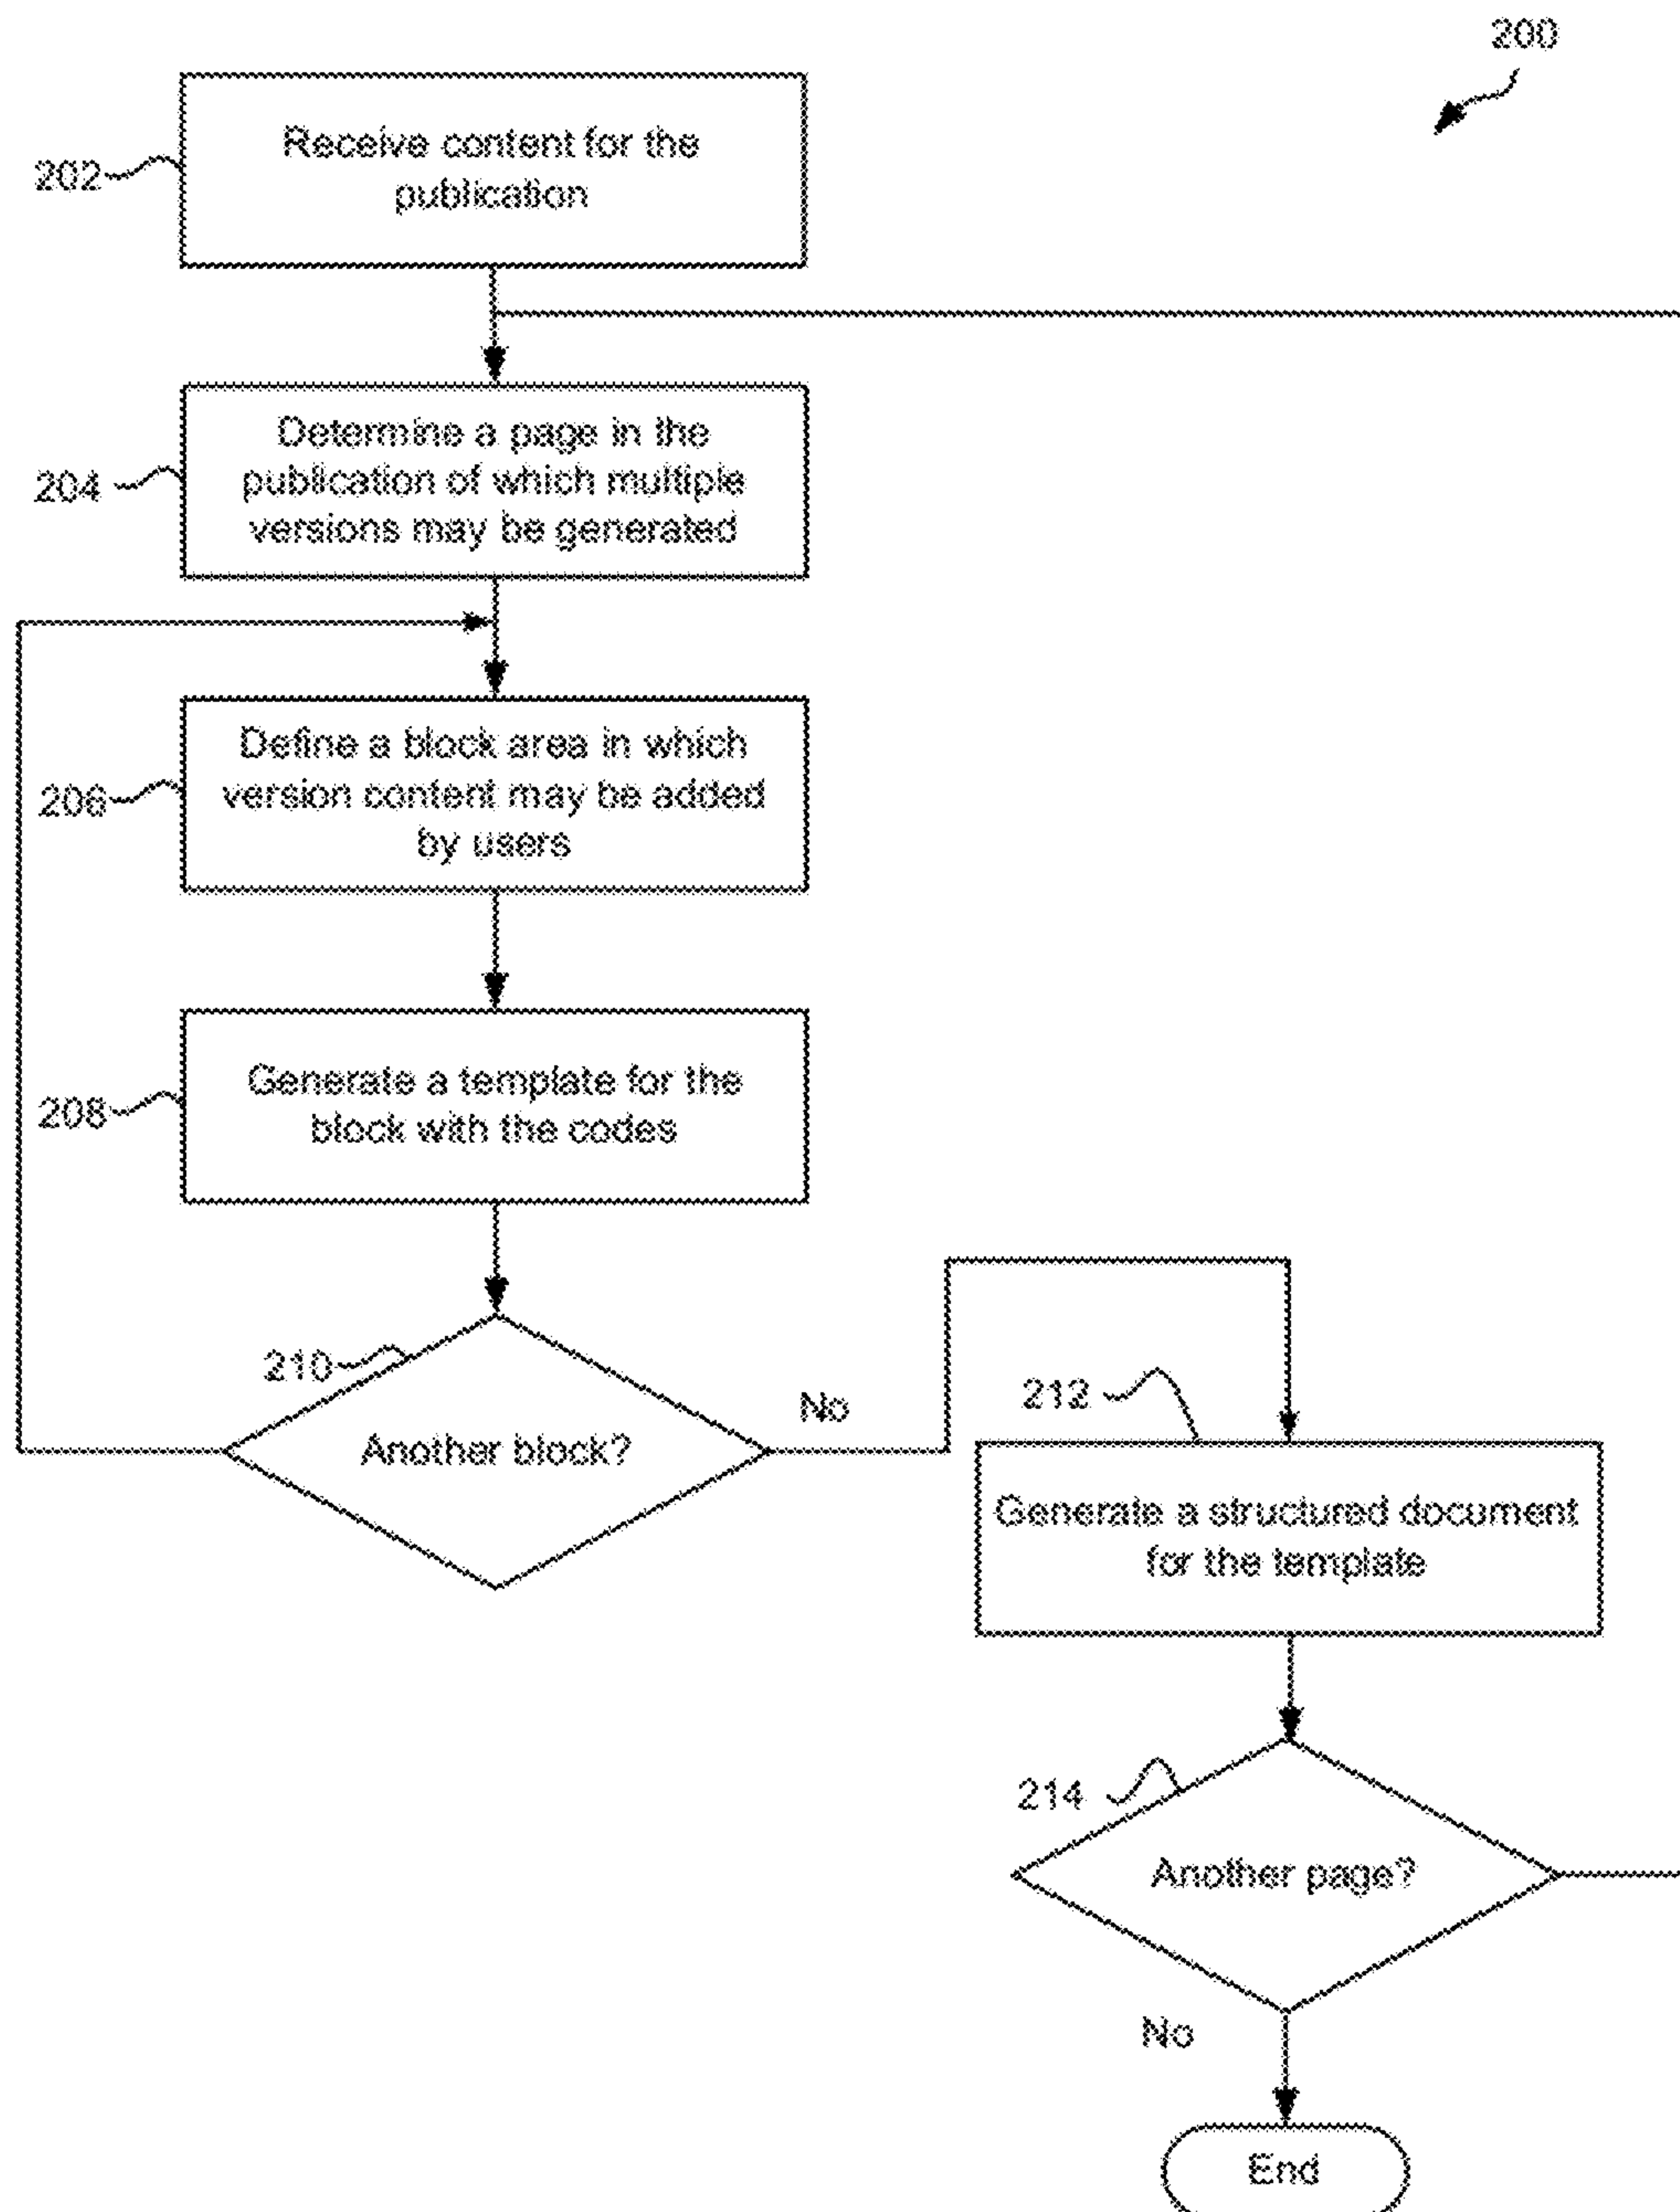 200
202
Receive content for the
publication
204
Determine a page in the
publication of which multiple
versions may be generated
206
Define a block area in which
version content may be added
by users
208
Generate a template for the
block with the codes
210
Another block?
No
212
Generate a structured document
for the template
214
Another page?
No
End